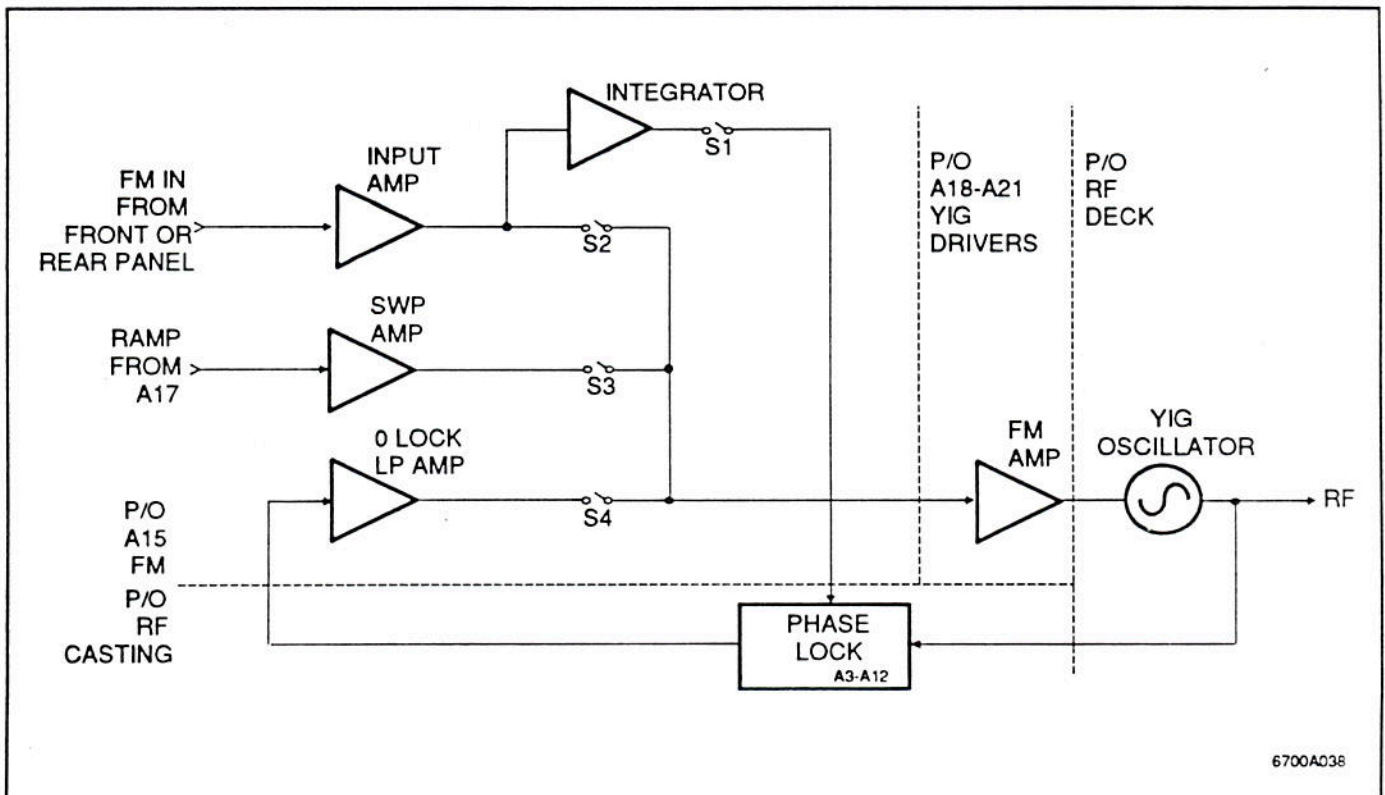 INTEGRATOR
S1
INPUT
AMP
FM IN
FROM
FRONT OR
REAR PANEL
S2
P/O
A18-A21
YIG
DRIVERS
P/O
RF
DECK
SWP
AMP
RAMP
FROM
A17
S3
0 LOCK
LP AMP
S4
FM
AMP
YIG
OSCILLATOR
RF
P/O
A15
FM
P/O
RF
CASTING
PHASE
LOCK
A3-A12
6700A038